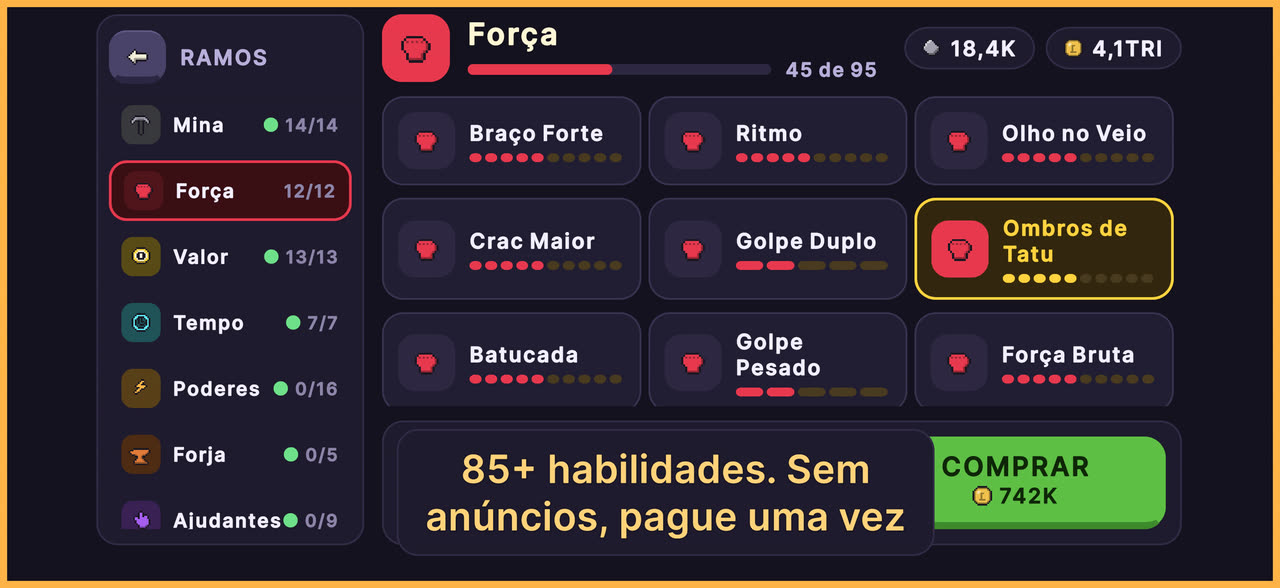 RAMOS
Mina 14/14
Força 12/12
Valor 13/13
Tempo 7/7
Poderes 0/16
Forja 0/5
Ajudantes 0/9
Força
45 de 95
18,4K
4,1TRI
Braço Forte
Ritmo
Olho no Veio
Crac Maior
Golpe Duplo
Ombros de
Tatu
Batucada
Golpe
Pesado
Força Bruta
85+ habilidades. Sem
anúncios, pague uma vez
COMPRAR
742K